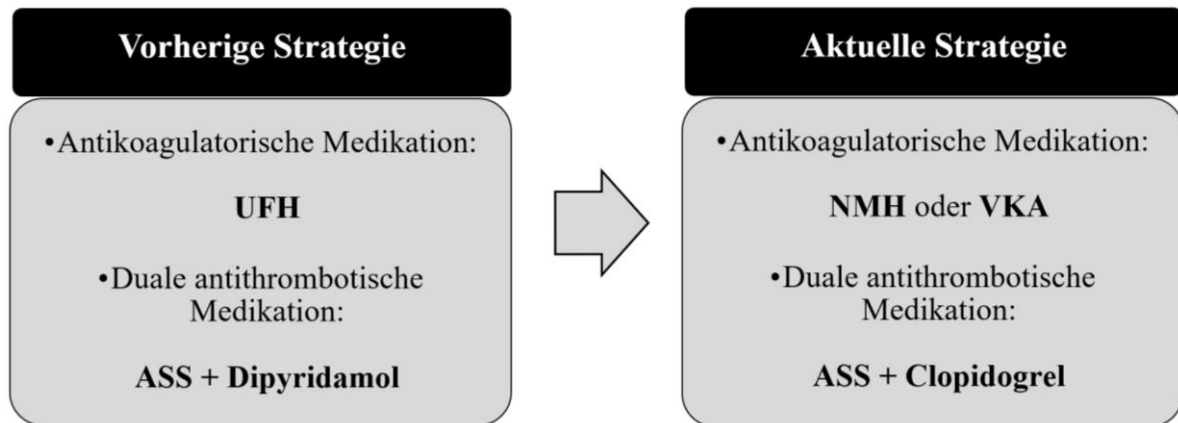 Vorherige Strategie
•Antikoagulatorische Medikation:
UFH
•Duale antithrombotische
Medikation:
ASS + Dipyridamol
Aktuelle Strategie
•Antikoagulatorische Medikation:
NMH oder VKA
•Duale antithrombotische
Medikation:
ASS + Clopidogrel